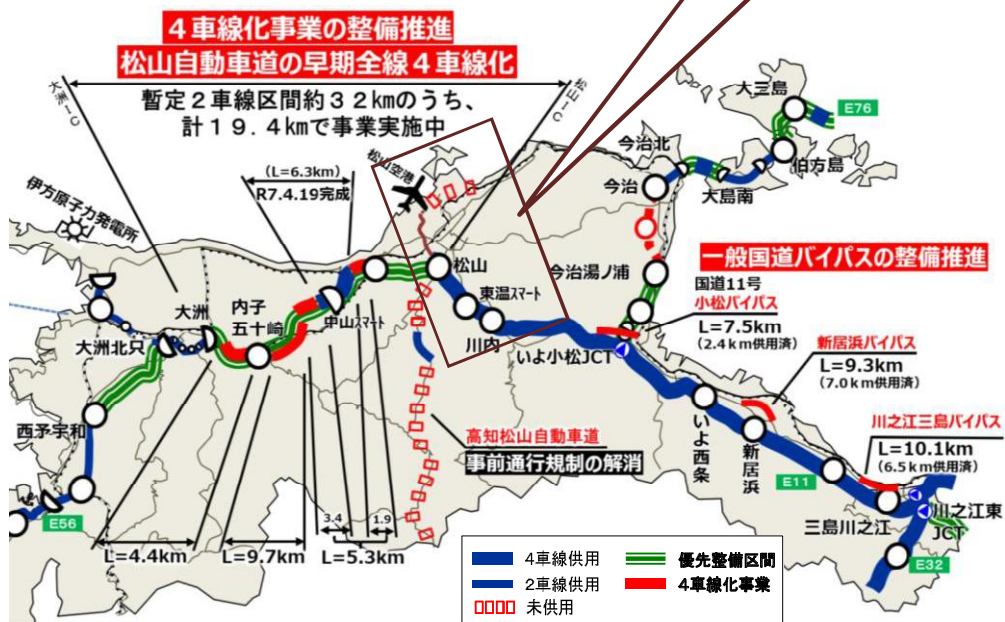 4車線化事業の整備推進
松山自動車道の早期全線4車線化
暫定2車線区間約32kmのうち、
計19.4kmで事業実施中
大洲IC
松山IC
(L=6.3km)
R7.4.19完成
松山空港
伊方原子力発電所
大三島
E76
今治北
伯方島
今治
大島南
一般国道バイパスの整備推進
松山
今治湯ノ浦
国道11号
小松バイパス
L=7.5km
(2.4km供用済)
東温スマート
大洲
内子
五十崎
中山スマート
川内
いよ小松JCT
新居浜バイパス
L=9.3km
(7.0km供用済)
大洲北只
西予宇和
高知松山自動車道
事前通行規制の解消
いよ西条
新居浜
川之江三島バイパス
L=10.1km
(6.5km供用済)
E11
三島川之江
川之江東
JCT
E56
3.4
1.9
L=4.4km
L=9.7km
L=5.3km
E32
4車線供用
優先整備区間
2車線供用
4車線化事業
未供用